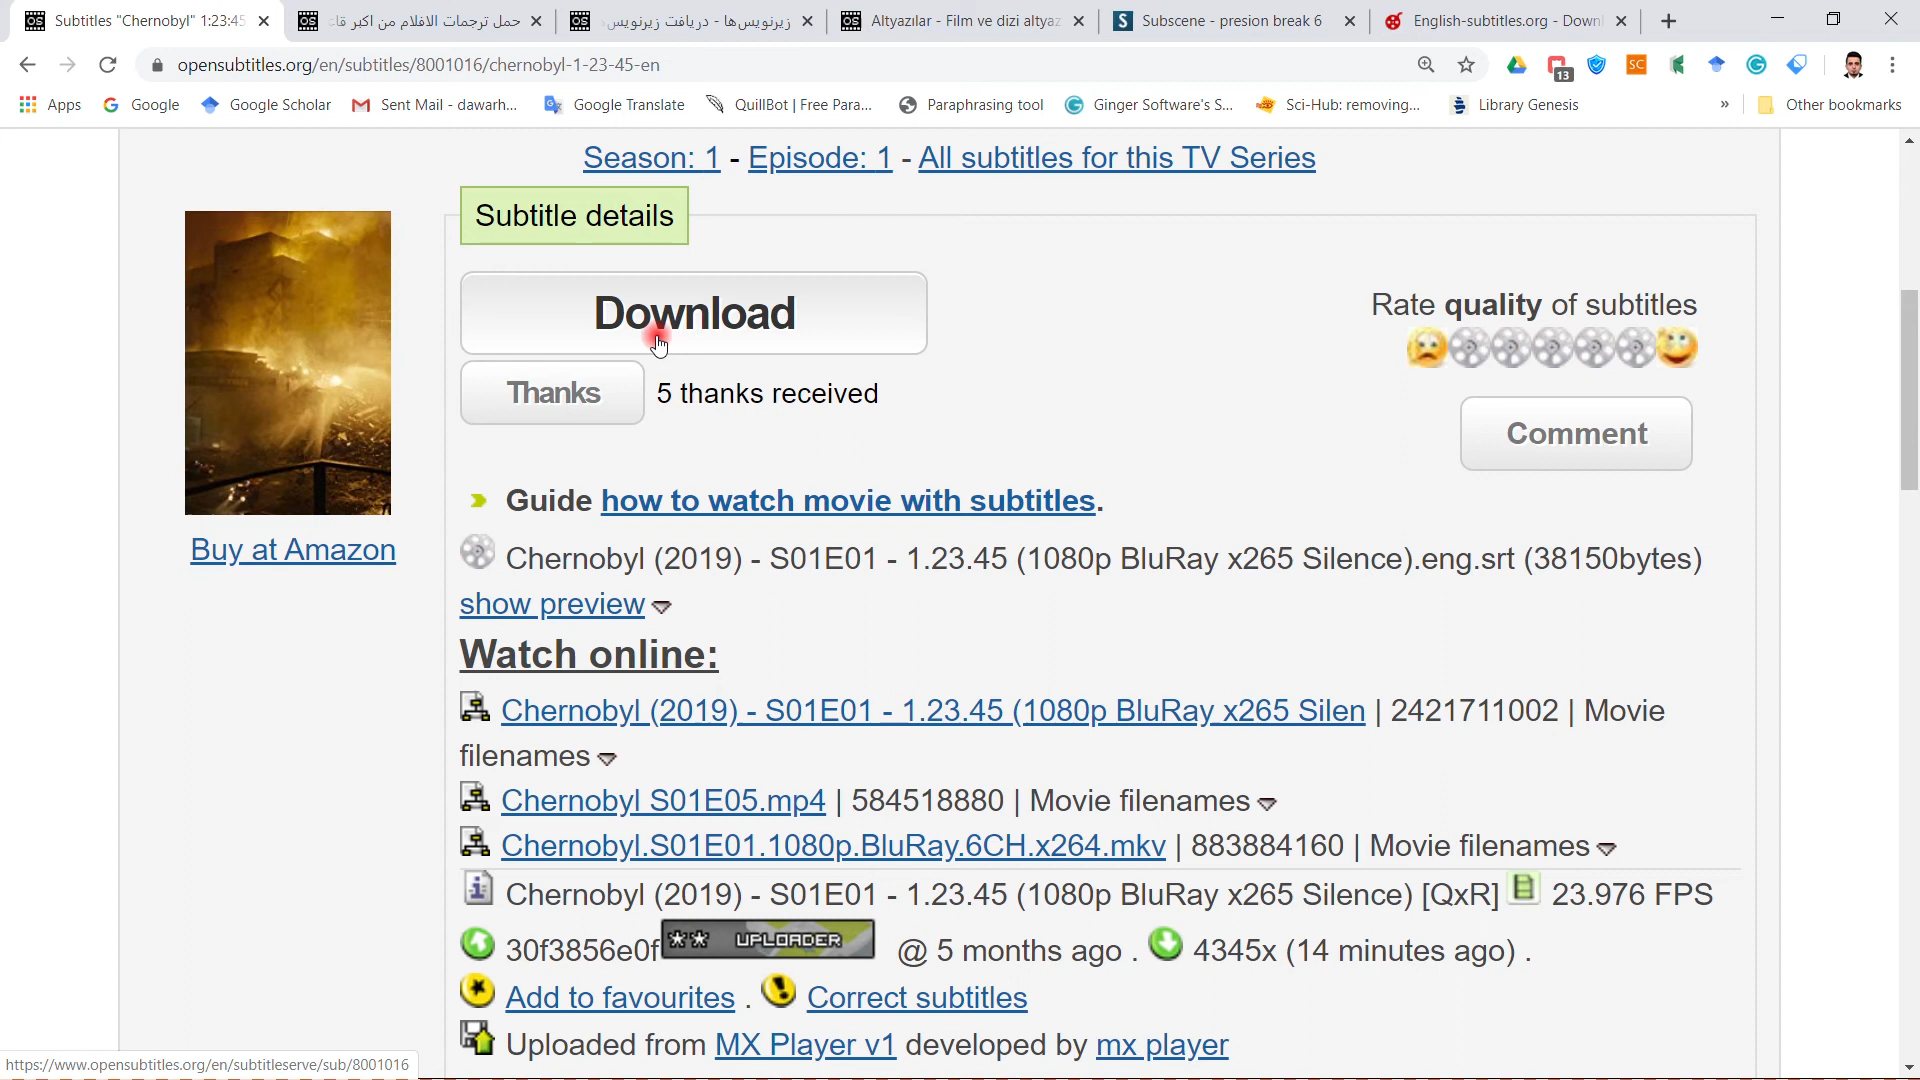 Subtitles "Chernobyl" 1:23:45
حمل ترجمات الافلام من اكبر قاع
زیرنویس‌ها - دریافت زیرنویس
Altyazılar - Film ve dizi altyaz
Subscene - presion break 6
English-subtitles.org - Downl
opensubtitles.org/en/subtitles/8001016/chernobyl-1-23-45-en
SC
13
Apps
Google
Google Scholar
Sent Mail - dawarh...
Google Translate
QuillBot | Free Para...
Paraphrasing tool
Ginger Software's S...
Sci-Hub: removing...
Library Genesis
»
Other bookmarks
Season: 1 - Episode: 1 - All subtitles for this TV Series
Subtitle details
Download
Rate quality of subtitles
Thanks
5 thanks received
Comment
Guide how to watch movie with subtitles.
Buy at Amazon
Chernobyl (2019) - S01E01 - 1.23.45 (1080p BluRay x265 Silence).eng.srt (38150bytes)
show preview
Watch online:
Chernobyl (2019) - S01E01 - 1.23.45 (1080p BluRay x265 Silen | 2421711002 | Movie
filenames
Chernobyl S01E05.mp4 | 584518880 | Movie filenames
Chernobyl.S01E01.1080p.BluRay.6CH.x264.mkv | 883884160 | Movie filenames
Chernobyl (2019) - S01E01 - 1.23.45 (1080p BluRay x265 Silence) [QxR] 23.976 FPS
30f3856e0f ** UPLOADER @ 5 months ago . 4345x (14 minutes ago) .
Add to favourites . Correct subtitles
Uploaded from MX Player v1 developed by mx player
https://www.opensubtitles.org/en/subtitleserve/sub/8001016